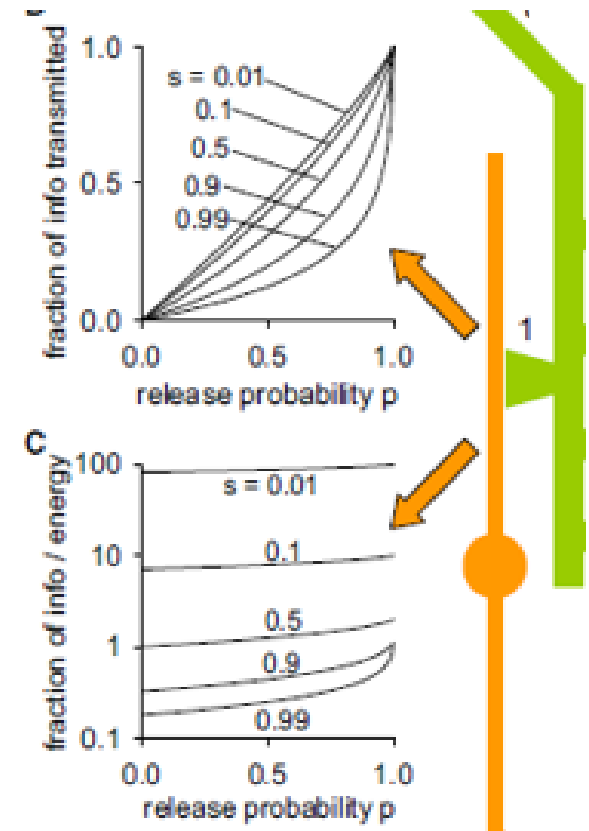 fraction of info transmitted
1.0
0.5
0.0
s = 0.01
0.1
0.5
0.9
0.99
0.0 0.5 1.0
release probability p
1
C
fraction of info / energy
100
10
1
0.1
s = 0.01
0.1
0.5
0.9
0.99
0.0 0.5 1.0
release probability p